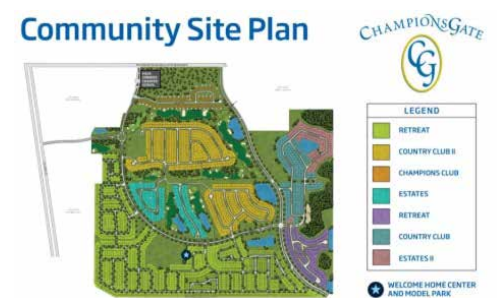 Community Site Plan
CHAMPIONSGATE
CG
LEGEND
RETREAT
COUNTRY CLUB II
CHAMPIONS CLUB
ESTATES
RETREAT
COUNTRY CLUB
ESTATES II
WELCOME HOME CENTER
AND MODEL PARK